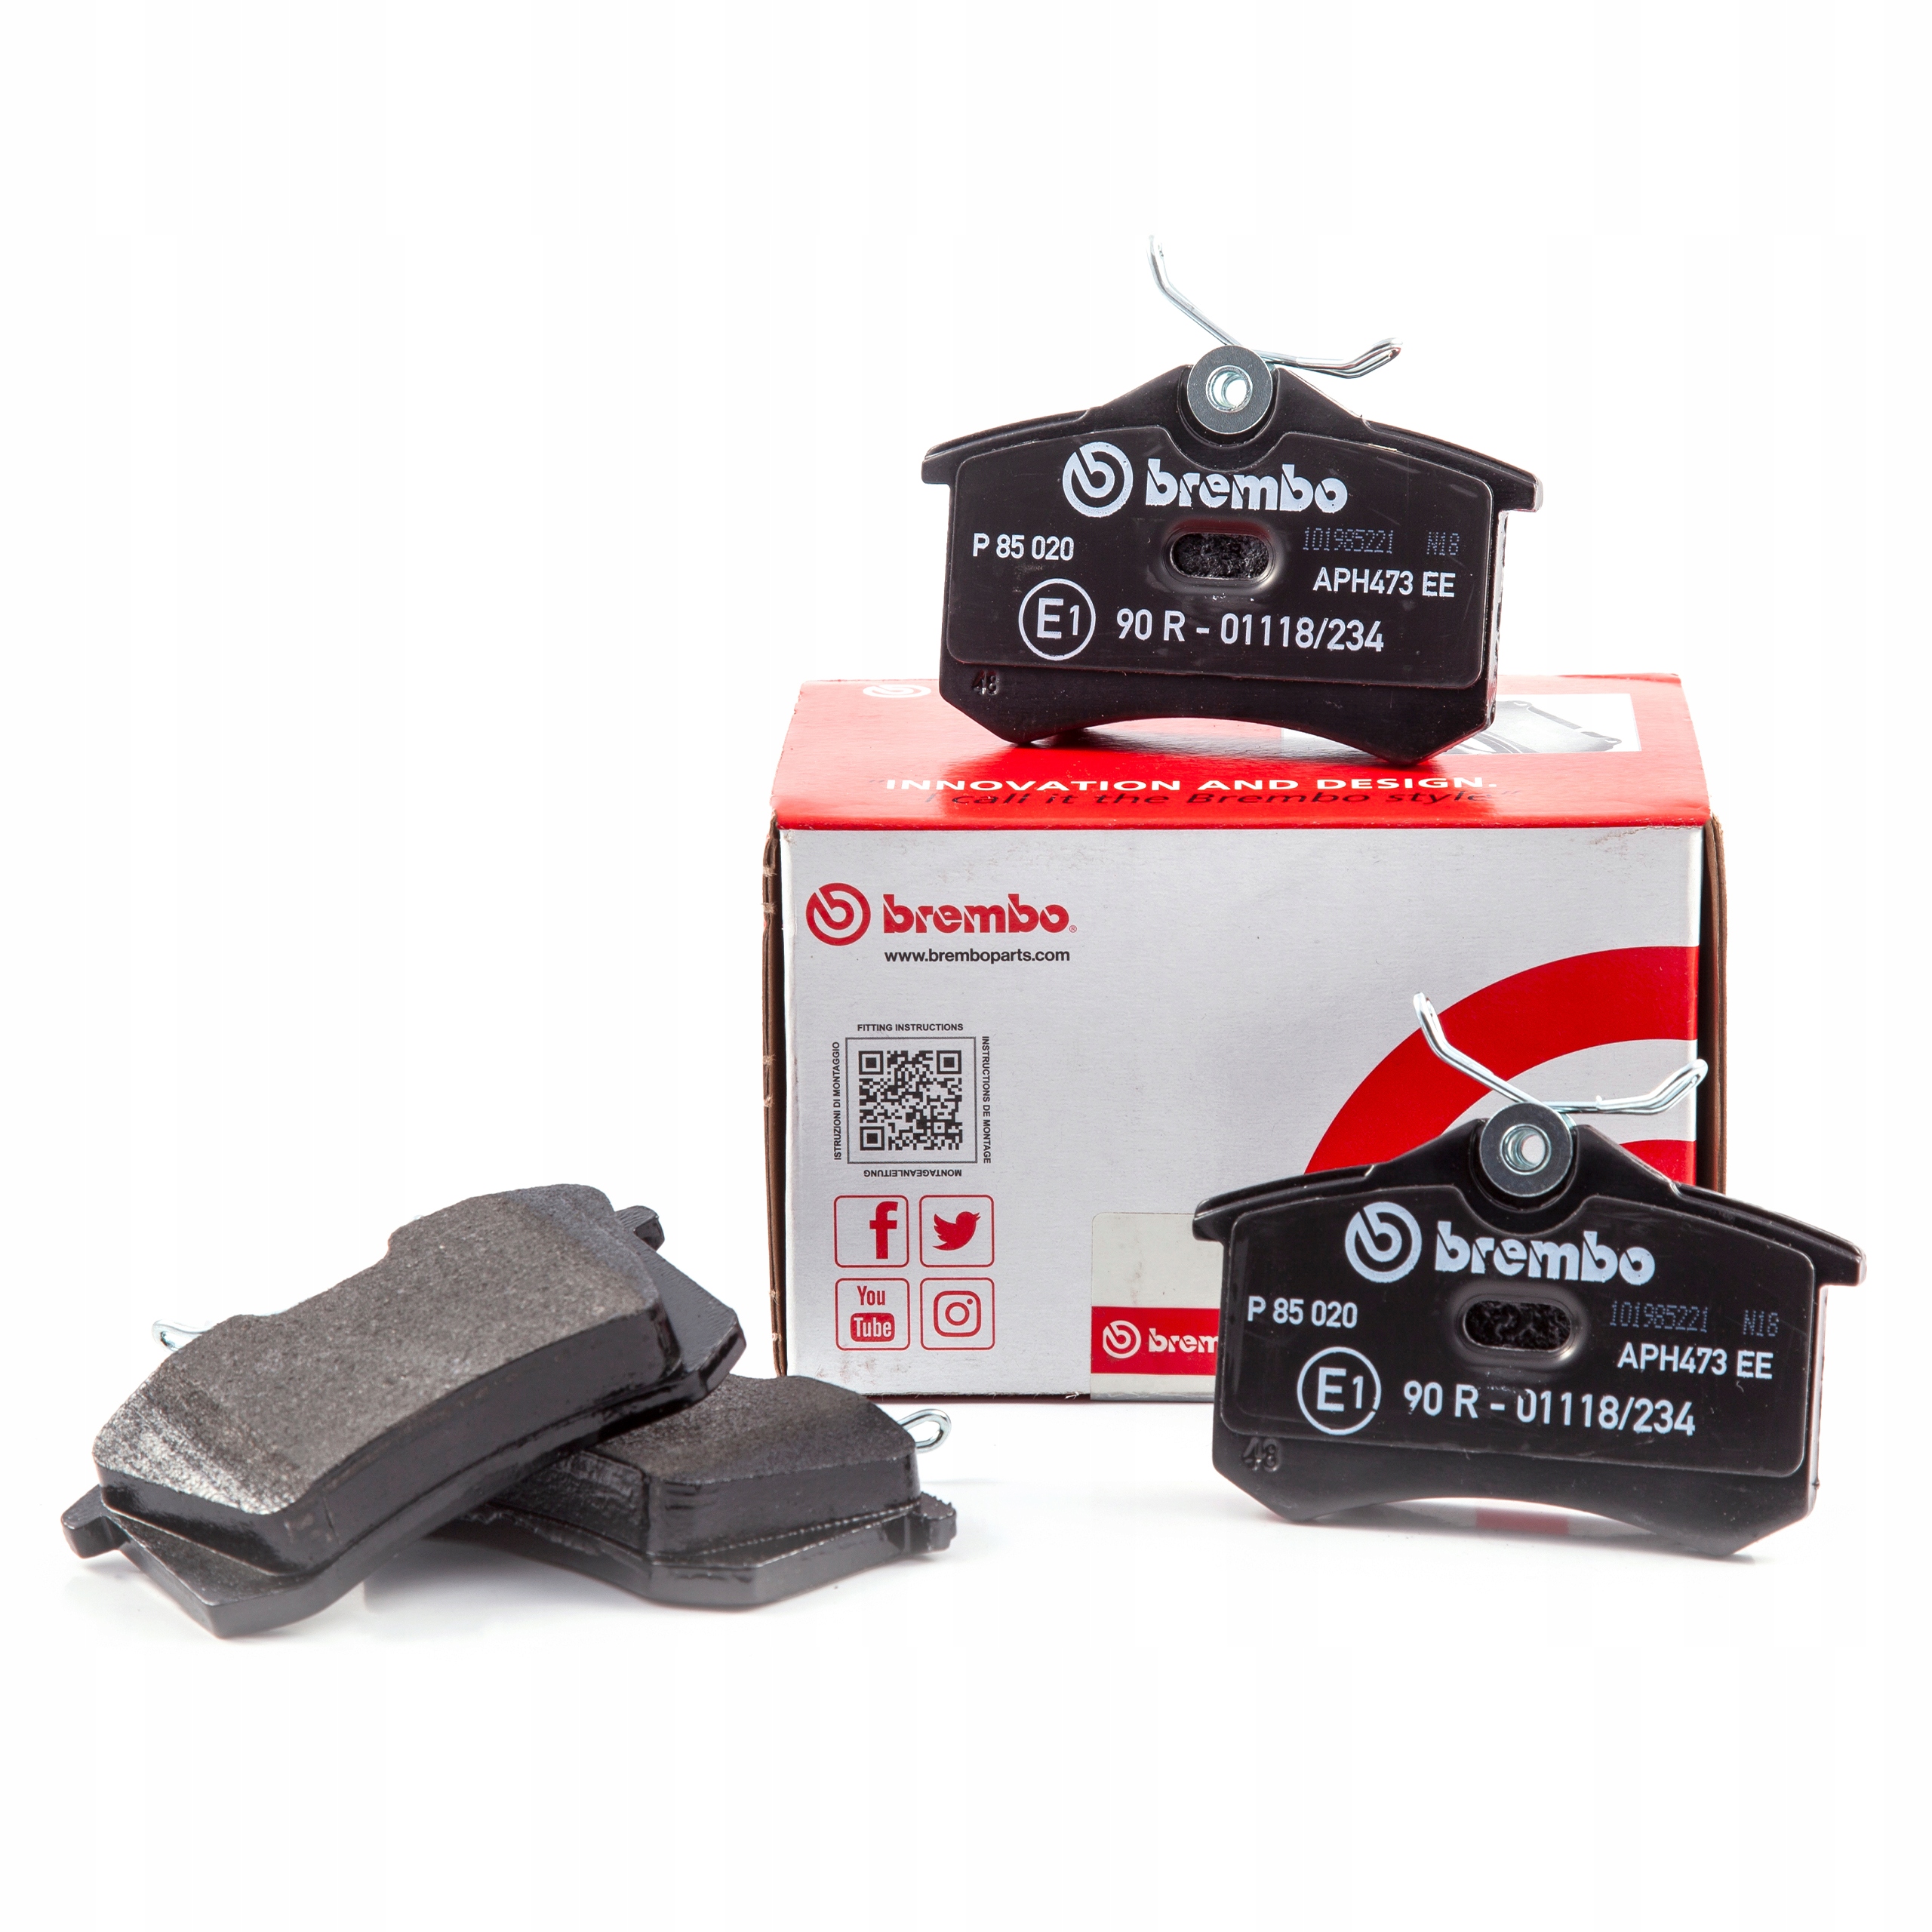 brembo
P 85 020
101985221 N18
APH473 EE
E1 90 R - 01118/234
48
INNOVATION AND DESIGN.
I call it the Brembo style."
brembo®
www.bremboparts.com
FITTING INSTRUCTIONS
ISTRUZIONI DI MONTAGGIO
INSTRUCTIONS DE MONTAGE
MONTAGEANLEITUNG
f
You
Tube
brem
brembo
P 85 020
101985221 N18
APH473 EE
E1 90 R - 01118/234
48